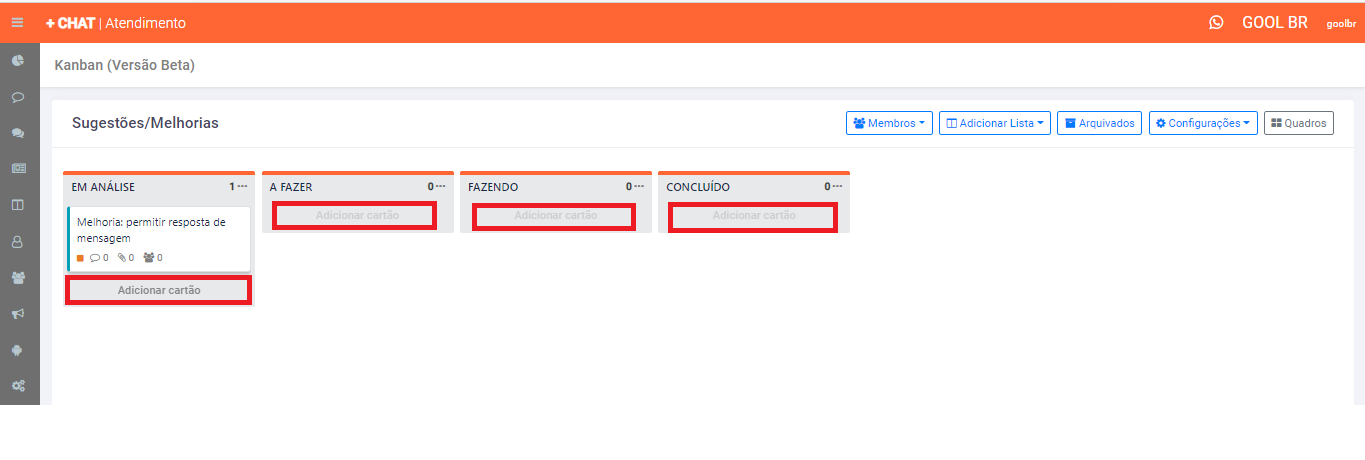 + CHAT | Atendimento
GOOL BR
goolbr
Kanban (Versão Beta)
Sugestões/Melhorias
Membros
Adicionar Lista
Arquivados
Configurações
Quadros
EM ANÁLISE
1
A FAZER
0
FAZENDO
0
CONCLUÍDO
0
Melhoria: permitir resposta de
mensagem
0 0 0
Adicionar cartão
Adicionar cartão
Adicionar cartão
Adicionar cartão